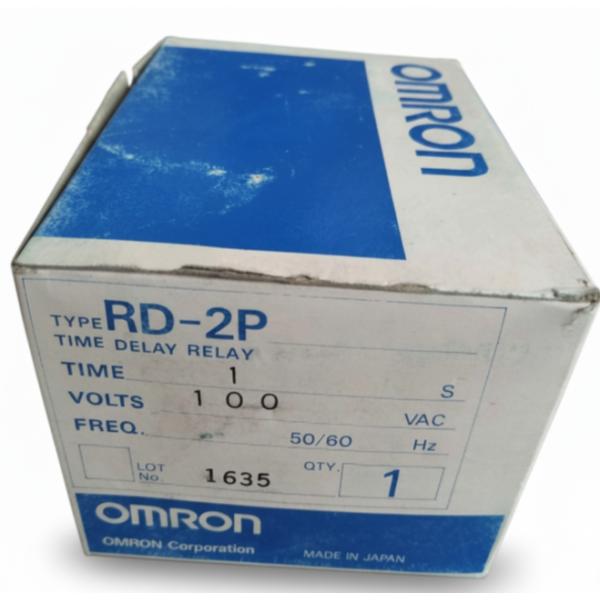 OMRON
TYPE RD-2P
TIME DELAY RELAY
TIME 1 S
VOLTS 100 VAC
FREQ. 50/60 Hz
LOT No. 1635 QTY. 1
OMRON
OMRON Corporation MADE IN JAPAN